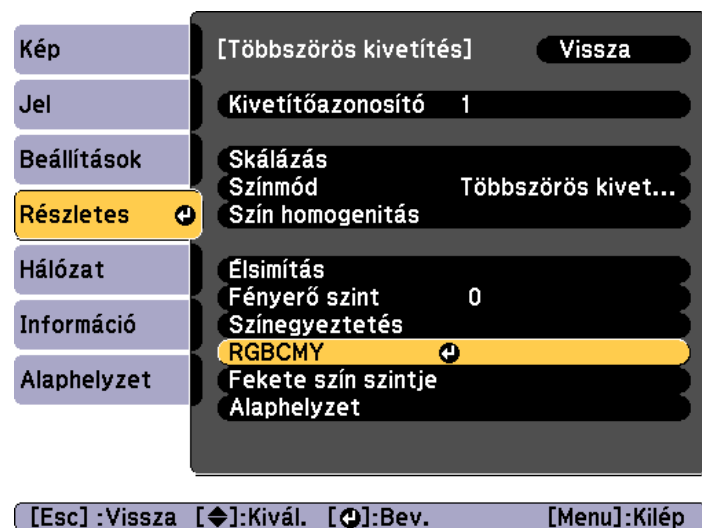 Kép
Jel
Beállítások
Részletes
Hálózat
Információ
Alaphelyzet
[Többszörös kivetítés] Vissza
Kivetítőazonosító 1
Skálázás
Színmód Többszörös kivet...
Szín homogenitás
Élsimítás
Fényerő szint 0
Színegyeztetés
RGBCMY
Fekete szín szintje
Alaphelyzet
[Esc] :Vissza [◆]:Kivál. [⏎]:Bev. [Menu]:Kilép